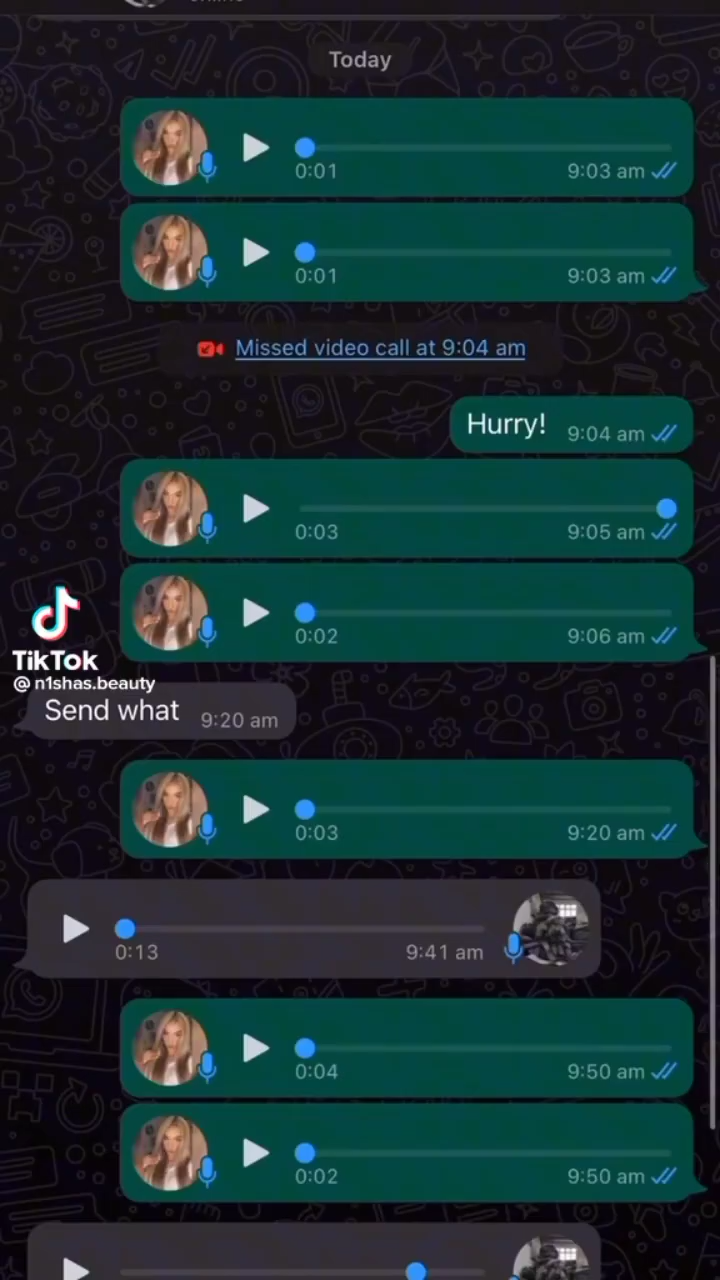 Today
0:01 9:03 am
0:01 9:03 am
Missed video call at 9:04 am
Hurry! 9:04 am
0:03 9:05 am
0:02 9:06 am
TikTok
@n1shas.beauty
Send what 9:20 am
0:03 9:20 am
0:13 9:41 am
0:04 9:50 am
0:02 9:50 am